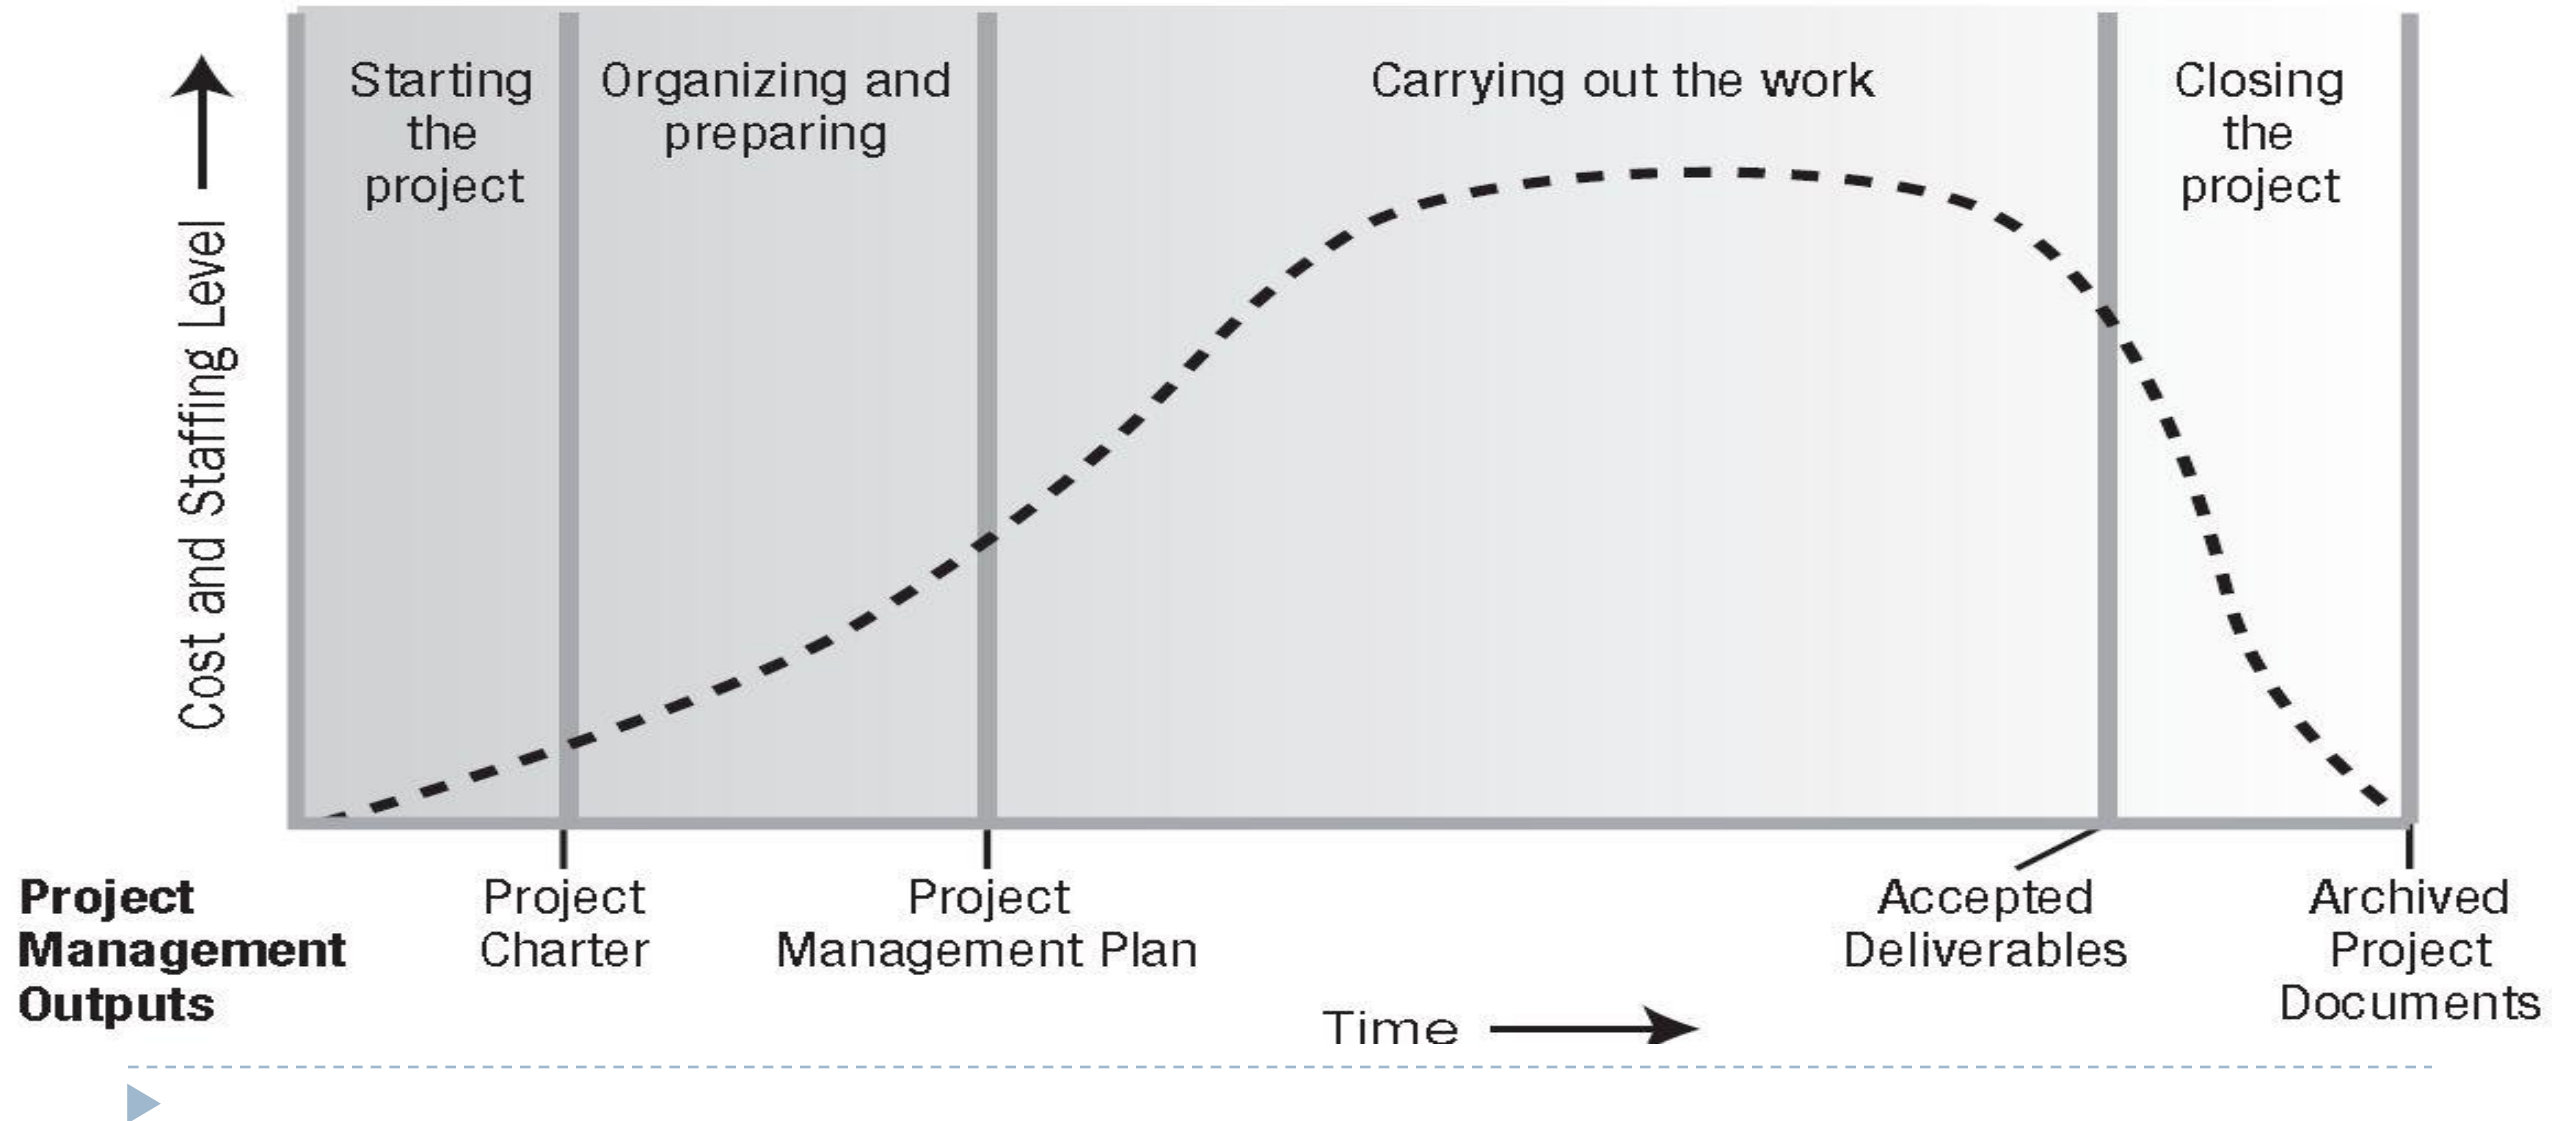 Starting
the
project
Organizing and
preparing
Carrying out the work
Closing
the
project
Cost and Staffing Level
Project
Management
Outputs
Project
Charter
Project
Management Plan
Accepted
Deliverables
Archived
Project
Documents
Time